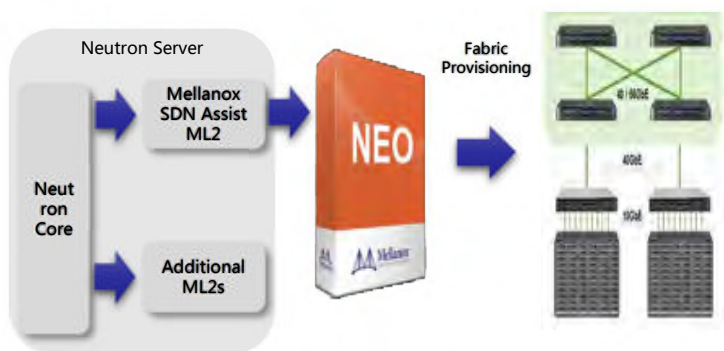 Neutron Server
Neut
ron
Core
Mellanox
SDN Assist
ML2
Additional
ML2s
NEO
Mellanox
Fabric
Provisioning
40 / 56GbE
40GbE
10GbE